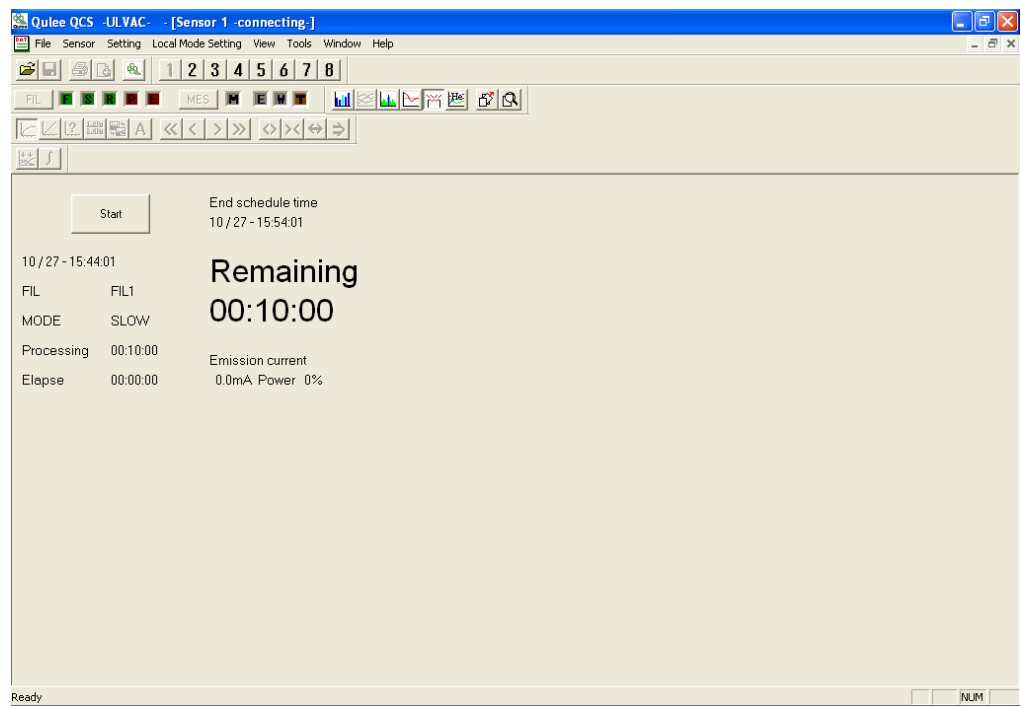 Qulee QCS -ULVAC- - [Sensor 1 -connecting-]
File Sensor Setting Local Mode Setting View Tools Window Help
1 2 3 4 5 6 7 8
FIL F S R P E MES M E W T
A
Start
End schedule time
10 / 27 - 15:54:01
10 / 27 - 15:44:01
Remaining
00:10:00
FIL FIL1
MODE SLOW
Processing 00:10:00
Elapse 00:00:00
Emission current
0.0mA Power 0%
Ready
NUM